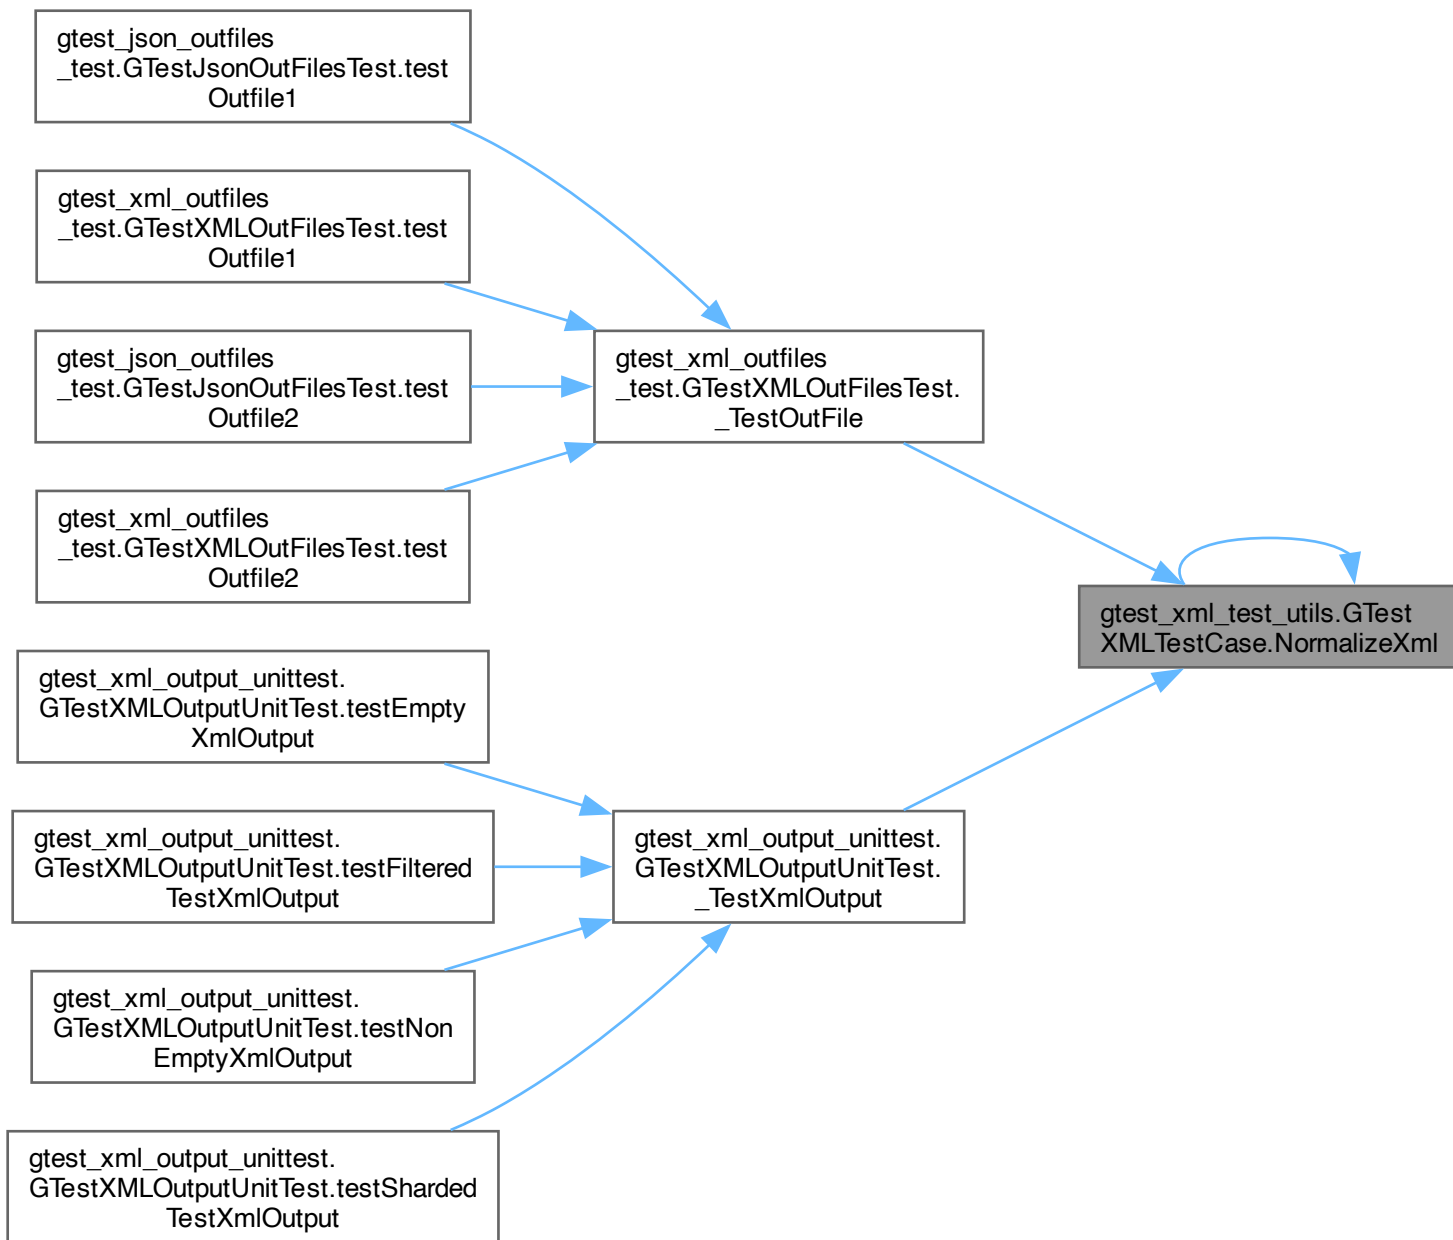 gtest_json_outfiles
_test.GTestJsonOutFilesTest.test
Outfile1
gtest_xml_outfiles
_test.GTestXMLOutFilesTest.test
Outfile1
gtest_json_outfiles
_test.GTestJsonOutFilesTest.test
Outfile2
gtest_xml_outfiles
_test.GTestXMLOutFilesTest.test
Outfile2
gtest_xml_outfiles
_test.GTestXMLOutFilesTest.
_TestOutFile
gtest_xml_test_utils.GTest
XMLTestCase.NormalizeXml
gtest_xml_output_unittest.
GTestXMLOutputUnitTest.testEmpty
XmlOutput
gtest_xml_output_unittest.
GTestXMLOutputUnitTest.testFiltered
TestXmlOutput
gtest_xml_output_unittest.
GTestXMLOutputUnitTest.testNon
EmptyXmlOutput
gtest_xml_output_unittest.
GTestXMLOutputUnitTest.testSharded
TestXmlOutput
gtest_xml_output_unittest.
GTestXMLOutputUnitTest.
_TestXmlOutput